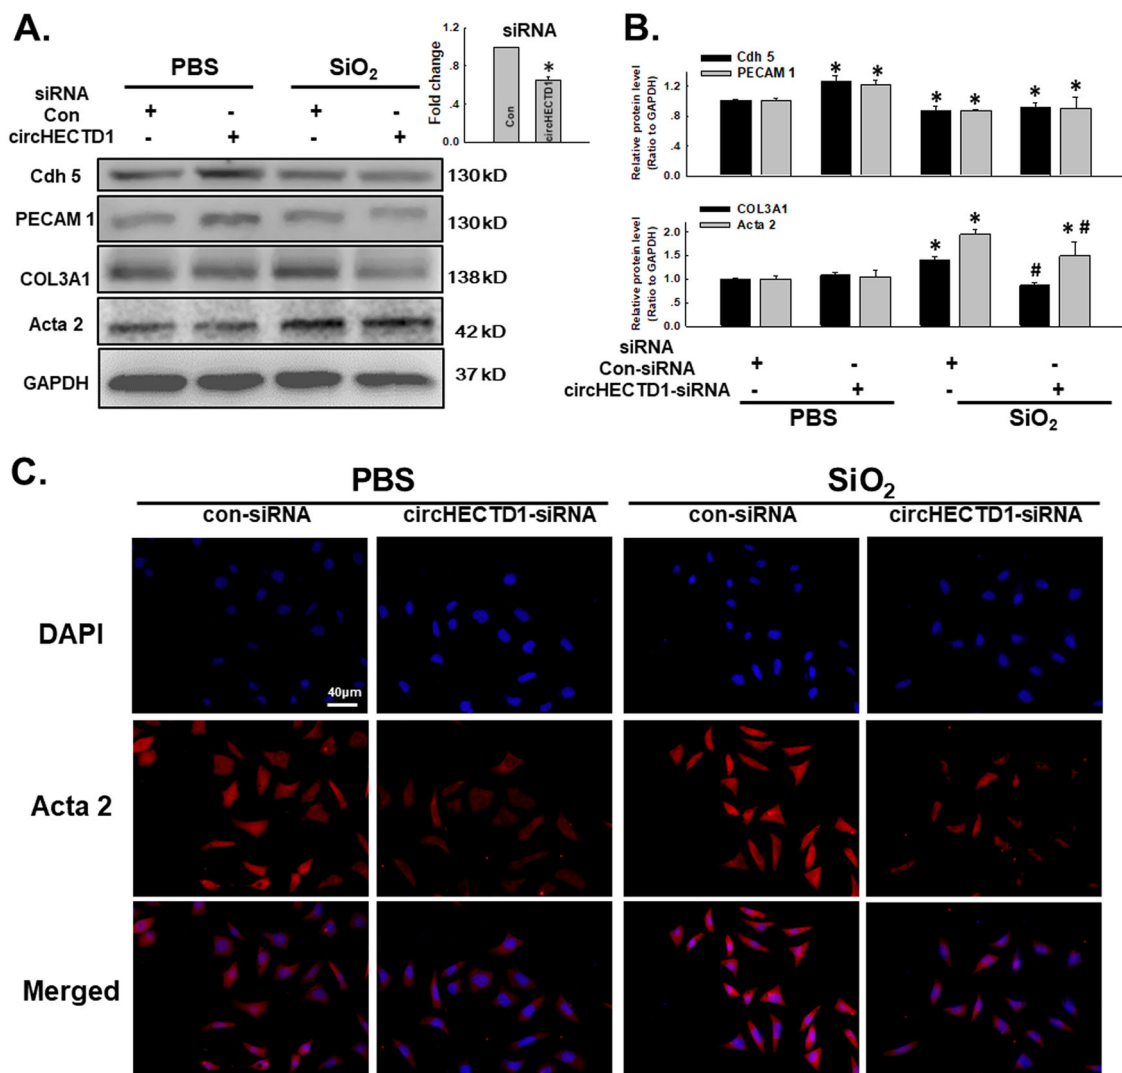 A.
PBS
SiO2
siRNA
Con + - + -
circHECTD1 - + - +
Cdh 5 130 kD
PECAM 1 130 kD
COL3A1 138 kD
Acta 2 42 kD
GAPDH 37 kD
siRNA
Fold change
1.2
.8
.4
0.0
Con
circHECTD1
*
B.
Cdh 5
PECAM 1
Relative protein level
(Ratio to GAPDH)
1.2
.8
.4
0.0
* * * * * *
COL3A1
Acta 2
Relative protein level
(Ratio to GAPDH)
2.0
1.5
1.0
.5
0.0
* * # * #
siRNA
Con-siRNA + - + -
circHECTD1-siRNA - + - +
PBS
SiO2
C.
PBS
SiO2
con-siRNA circHECTD1-siRNA con-siRNA circHECTD1-siRNA
DAPI
40µm
Acta 2
Merged